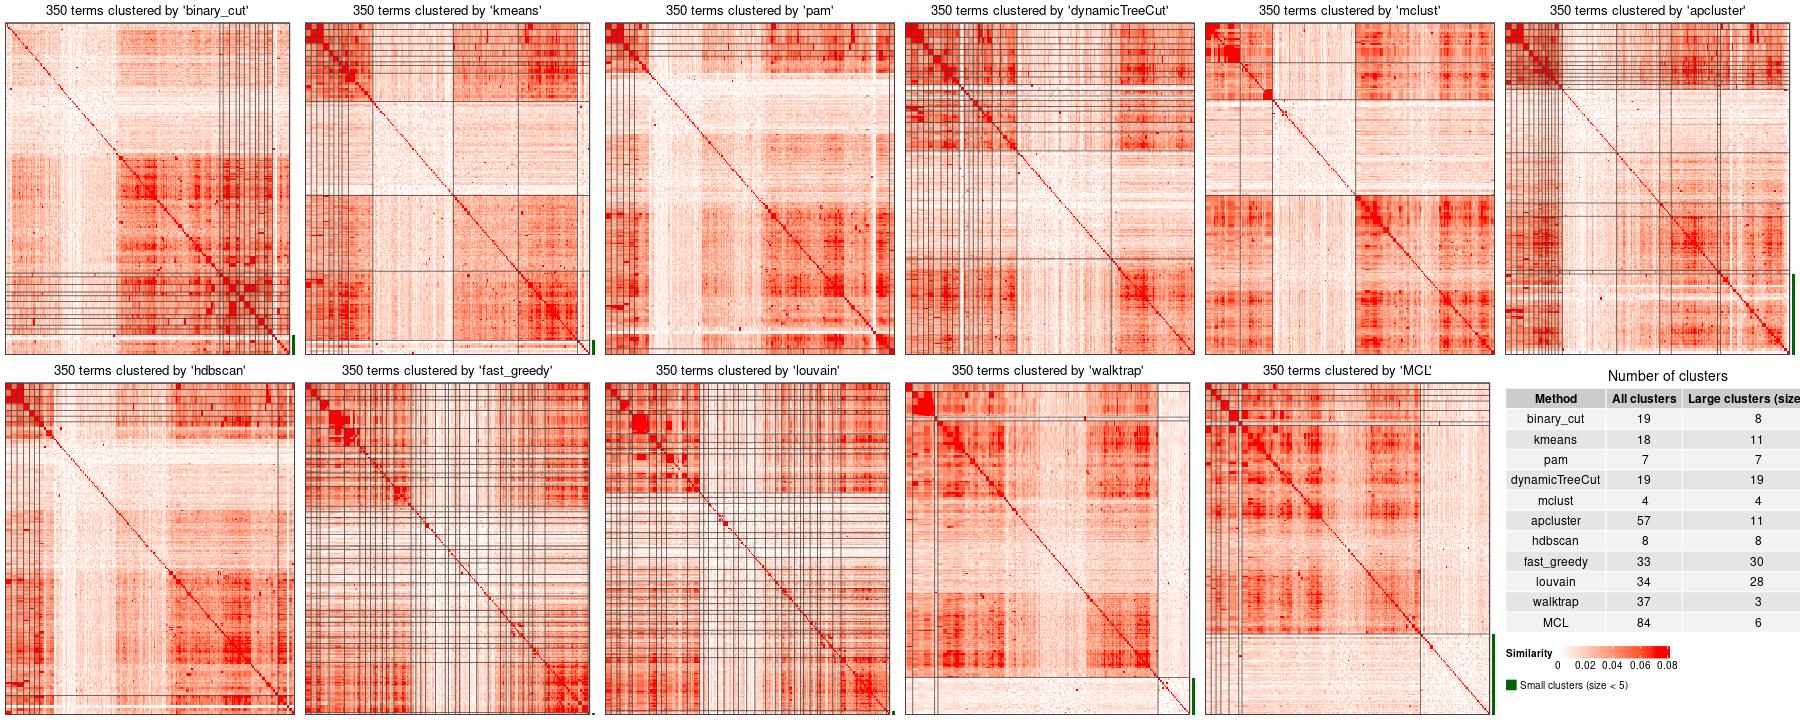 350 terms clustered by 'binary_cut'
350 terms clustered by 'kmeans'
350 terms clustered by 'pam'
350 terms clustered by 'dynamicTreeCut'
350 terms clustered by 'mclust'
350 terms clustered by 'apcluster'
350 terms clustered by 'hdbscan'
350 terms clustered by 'fast_greedy'
350 terms clustered by 'louvain'
350 terms clustered by 'walktrap'
350 terms clustered by 'MCL'
Number of clusters
Method All clusters Large clusters (size
binary_cut 19 8
kmeans 18 11
pam 7 7
dynamicTreeCut 19 19
mclust 4 4
apcluster 57 11
hdbscan 8 8
fast_greedy 33 30
louvain 34 28
walktrap 37 3
MCL 84 6
Similarity
0 0.02 0.04 0.06 0.08
Small clusters (size < 5)